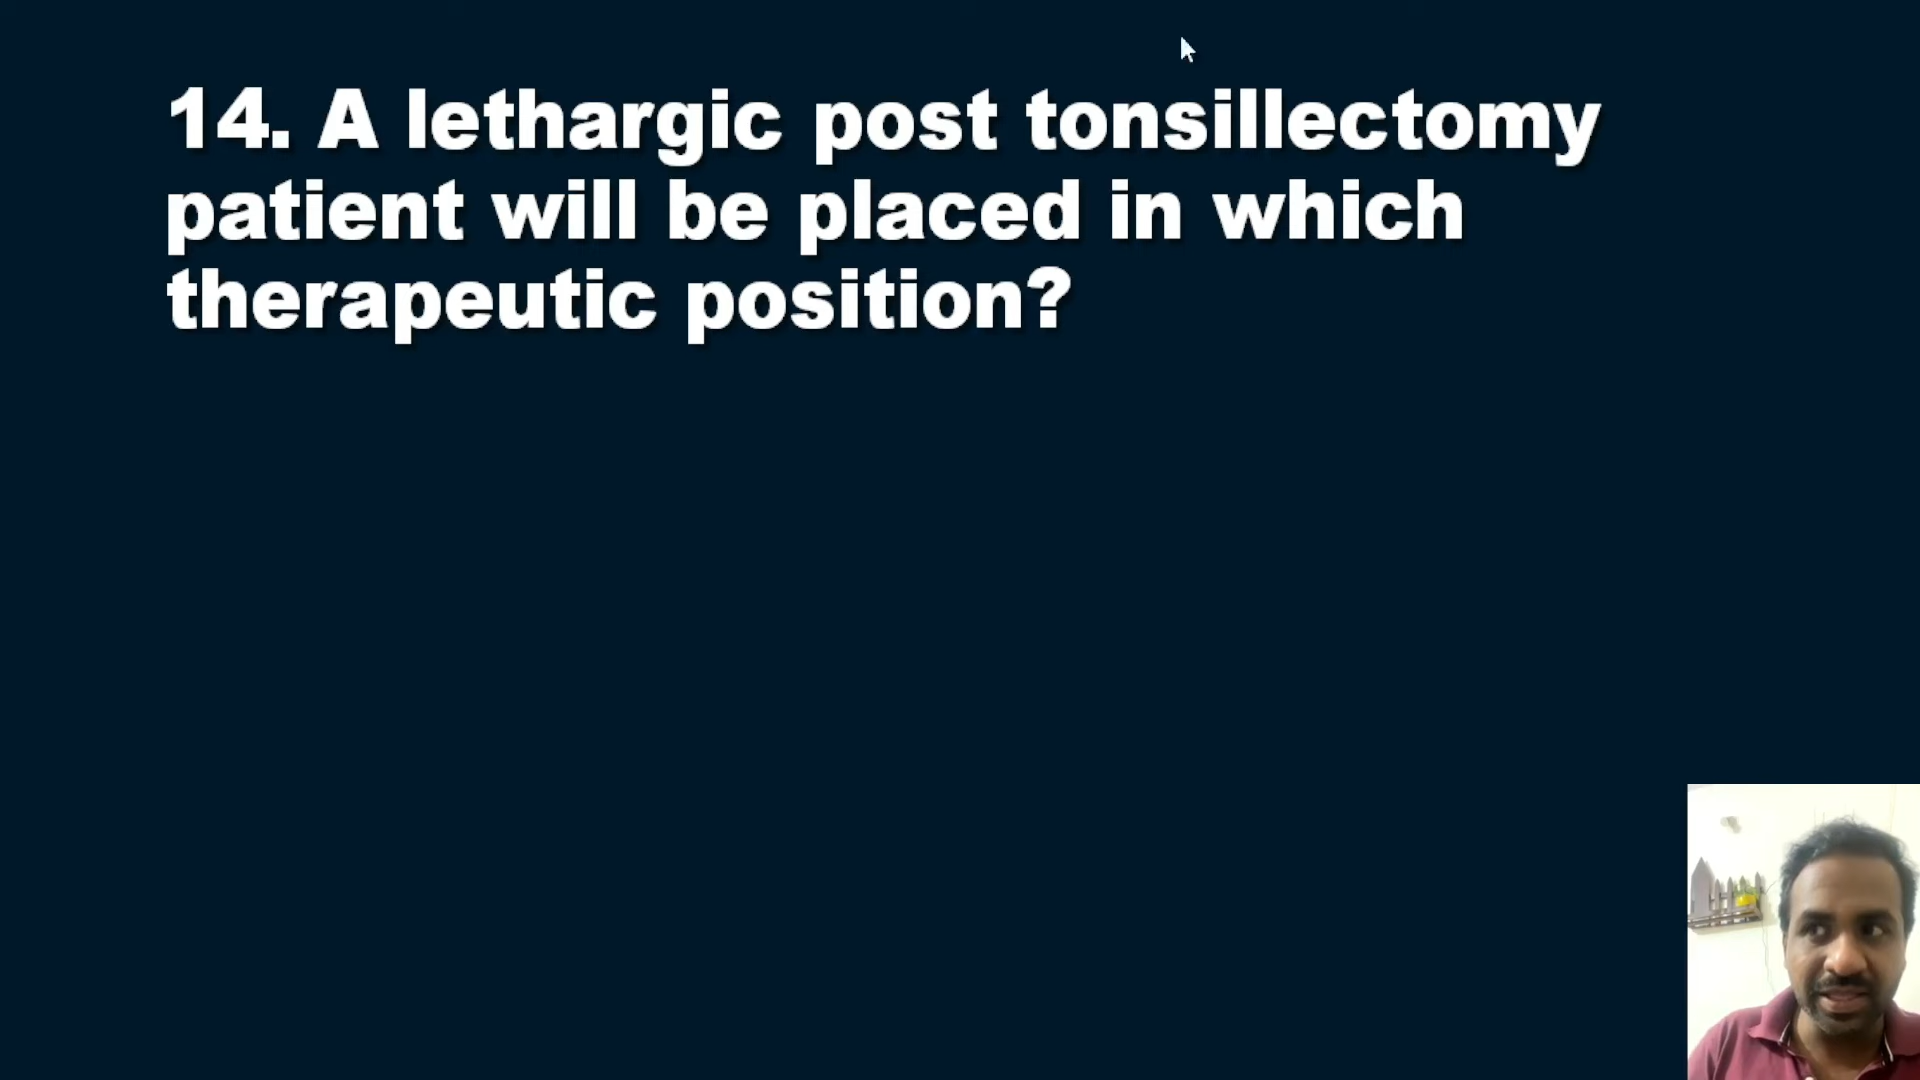 14. A lethargic post tonsillectomy
patient will be placed in which
therapeutic position?